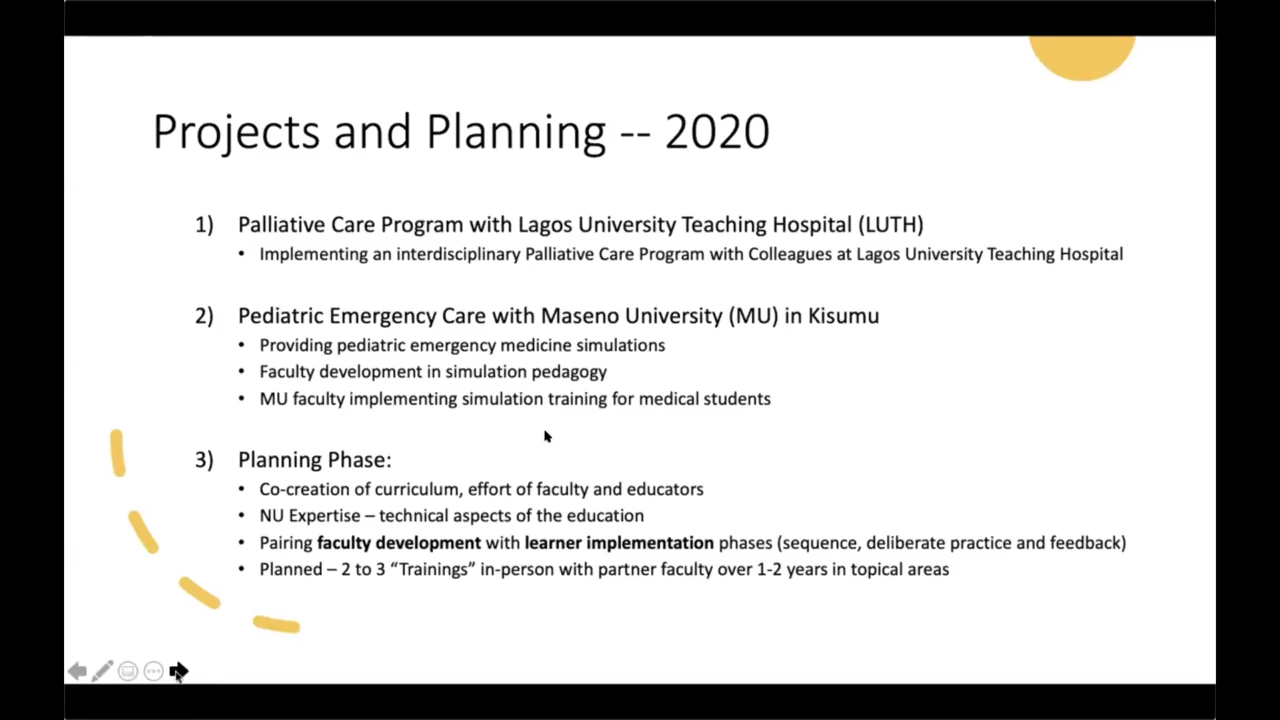 Projects and Planning -- 2020
1) Palliative Care Program with Lagos University Teaching Hospital (LUTH)
• Implementing an interdisciplinary Palliative Care Program with Colleagues at Lagos University Teaching Hospital
2) Pediatric Emergency Care with Maseno University (MU) in Kisumu
• Providing pediatric emergency medicine simulations
• Faculty development in simulation pedagogy
• MU faculty implementing simulation training for medical students
3) Planning Phase:
• Co-creation of curriculum, effort of faculty and educators
• NU Expertise – technical aspects of the education
• Pairing faculty development with learner implementation phases (sequence, deliberate practice and feedback)
• Planned – 2 to 3 “Trainings” in-person with partner faculty over 1-2 years in topical areas